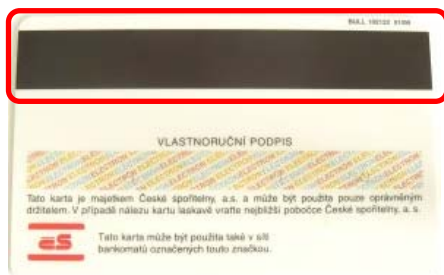 VLASTNORUČNÍ PODPIS
Tato karta je majetkem České spořitelny, a.s. a může být použita pouze oprávněným
držitelem. V případě nálezu kartu laskavě vraťte nejbližší pobočce České spořitelny, a. s.
Tato karta může být použita také v síti
bankomatů označených touto značkou.